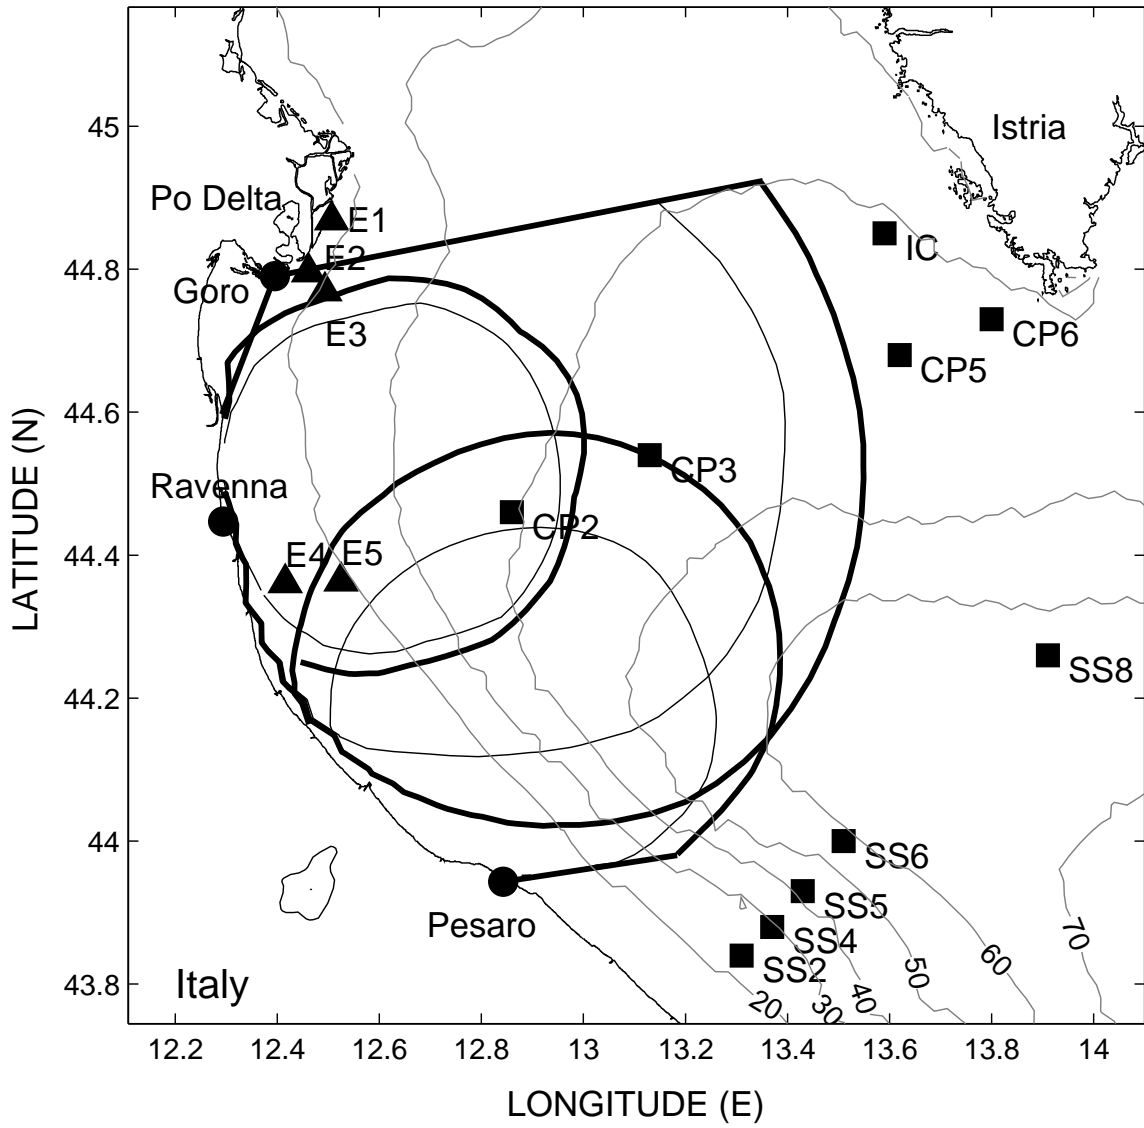 45
Istria
Po Delta
E1
IC
E2
44.8
Goro
E3
CP6
CP5
44.6
CP3
Ravenna
CP2
E4
E5
44.4
LATITUDE (N)
SS8
44.2
44
SS6
SS5
Pesaro
SS4
70
60
SS2
50
Italy
43.8
40
20
30
12.2
12.4
12.6
12.8
13
13.2
13.4
13.6
13.8
14
LONGITUDE (E)